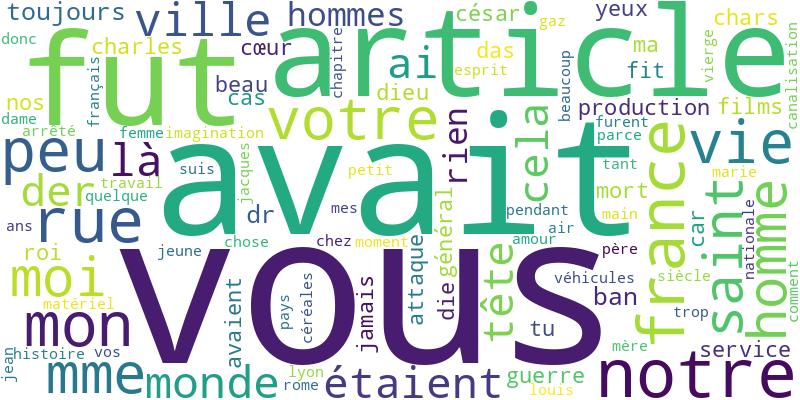 toujours
ville
hommes
césar
yeux
chars
donc
fut
article
gaz
charles
cœur
chapitre
ai
das
ma
vierge
canalisation
français
beau
esprit
fit
beaucoup
nos
cas
dieu
votre
production
films
dame
arrêté
femme
imagination
rien
cela
furent
parce
vie
peu
là
avait
france
suis
jacques
petit
tant
marie
der
travail
quelque
mort
saint
homme
rue
dr
mes
pendant
main
car
nationale
ans
air
roi
jeune
chose
chez
moment
général
amour
père
moi
vous
attaque
tête
siècle
comment
matériel
avaient
pays
céréales
jamais
die
véhicules
ban
trop
mon
tu
jean
histoire
vos
mère
service
mme
monde
lyon
rome
étaient
guerre
louis
notre